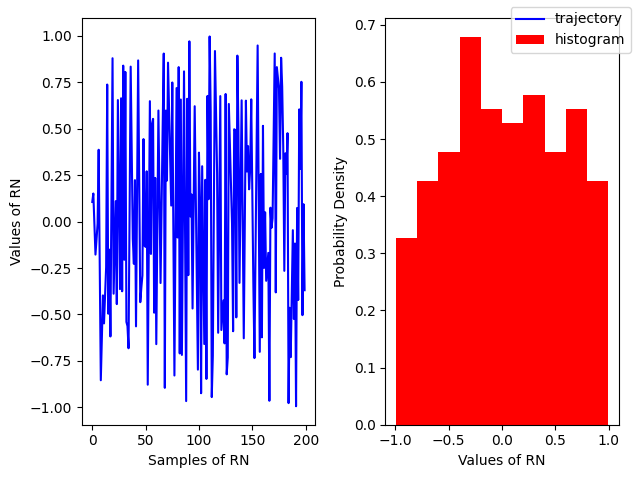 trajectory
histogram
Values of RN
1.00
0.75
0.50
0.25
0.00
−0.25
−0.50
−0.75
−1.00
0 50 100 150 200
Samples of RN
Probability Density
0.7
0.6
0.5
0.4
0.3
0.2
0.1
0.0
−1.0 −0.5 0.0 0.5 1.0
Values of RN